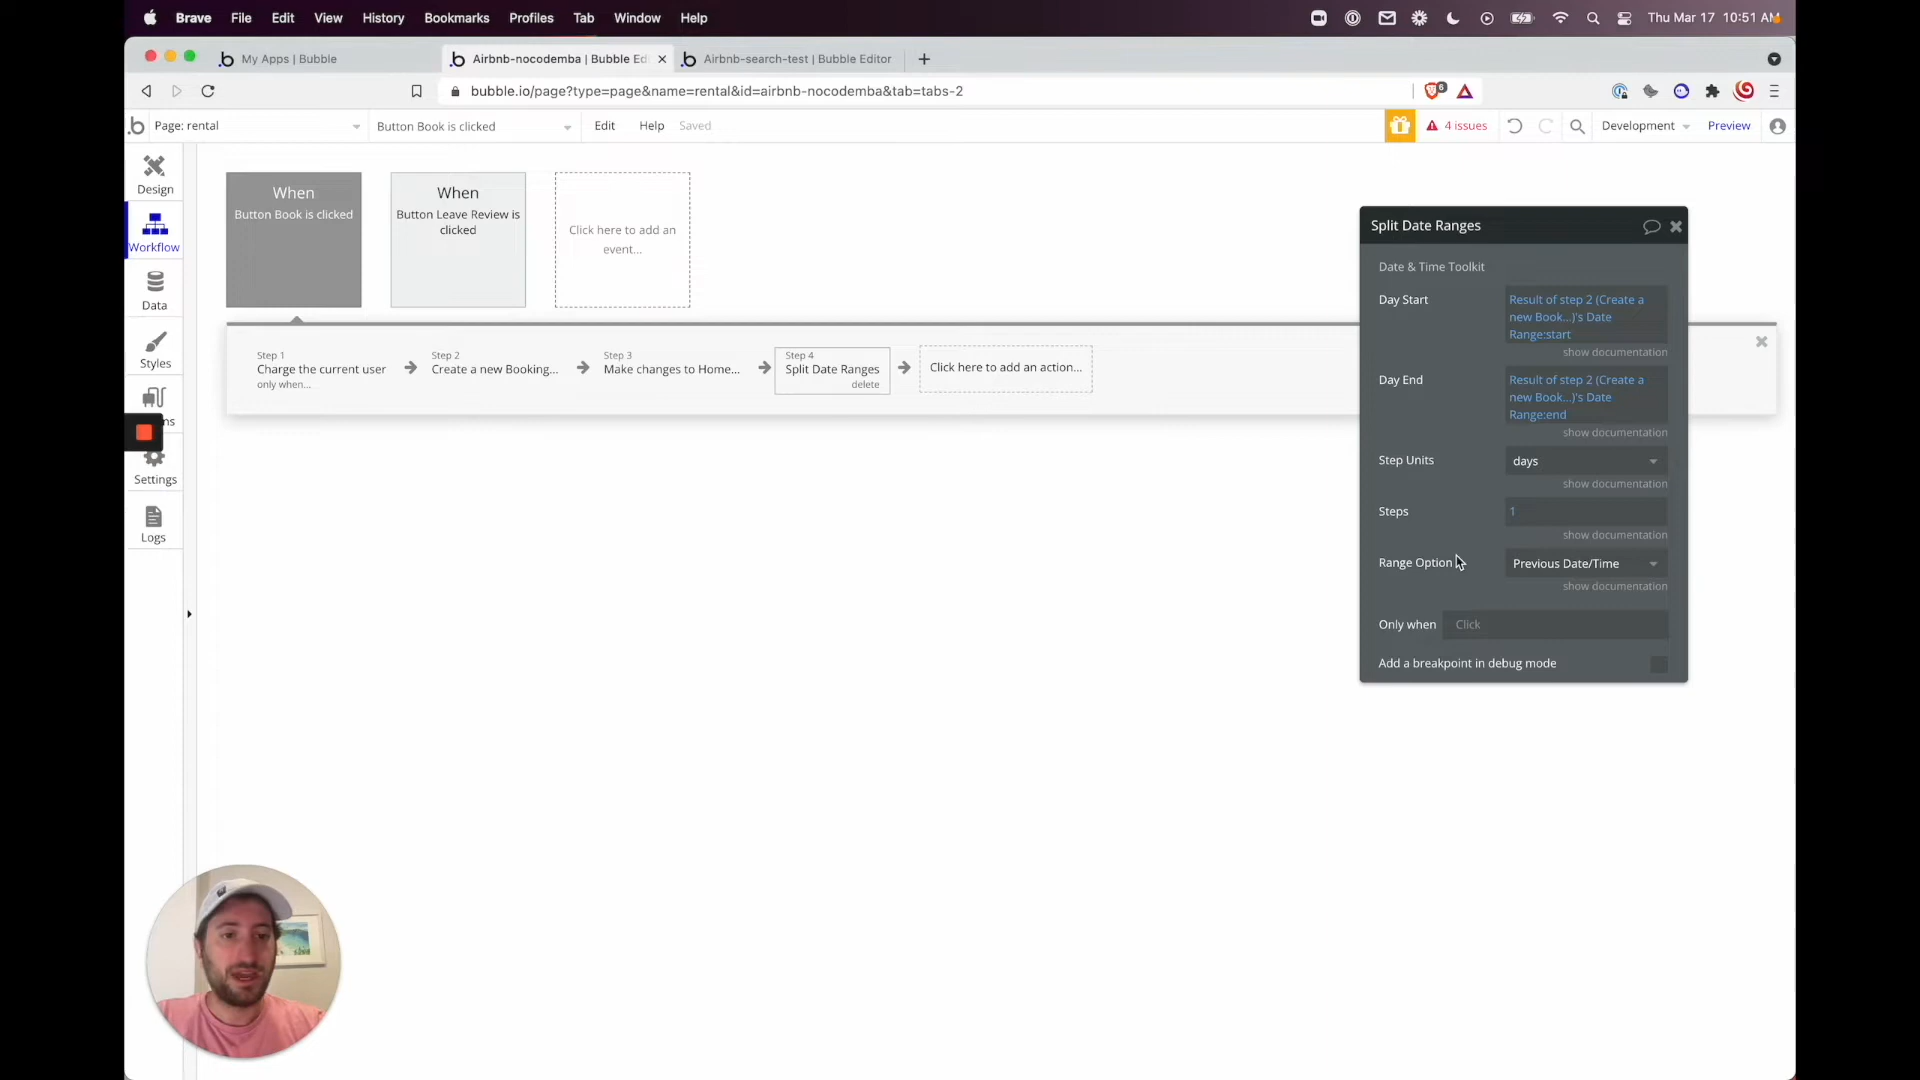 Brave File Edit View History Bookmarks Profiles Tab Window Help Thu Mar 17 10:51 AM
My Apps | Bubble
Airbnb-nocodemba | Bubble Ed
Airbnb-search-test | Bubble Editor
bubble.io/page?type=page&name=rental&id=airbnb-nocodemba&tab=tabs-2
Page: rental
Button Book is clicked
Edit
Help
Saved
4 issues
Development
Preview
Design
Workflow
Data
Styles
ns
Settings
Logs
When
Button Book is clicked
When
Button Leave Review is
clicked
Click here to add an
event...
Step 1
Charge the current user
only when...
Step 2
Create a new Booking...
Step 3
Make changes to Home...
Step 4
Split Date Ranges
delete
Click here to add an action...
Split Date Ranges
Date & Time Toolkit
Day Start
Result of step 2 (Create a
new Book...)'s Date
Range:start
show documentation
Day End
Result of step 2 (Create a
new Book...)'s Date
Range:end
show documentation
Step Units
days
show documentation
Steps
1
show documentation
Range Option
Previous Date/Time
show documentation
Only when
Click
Add a breakpoint in debug mode